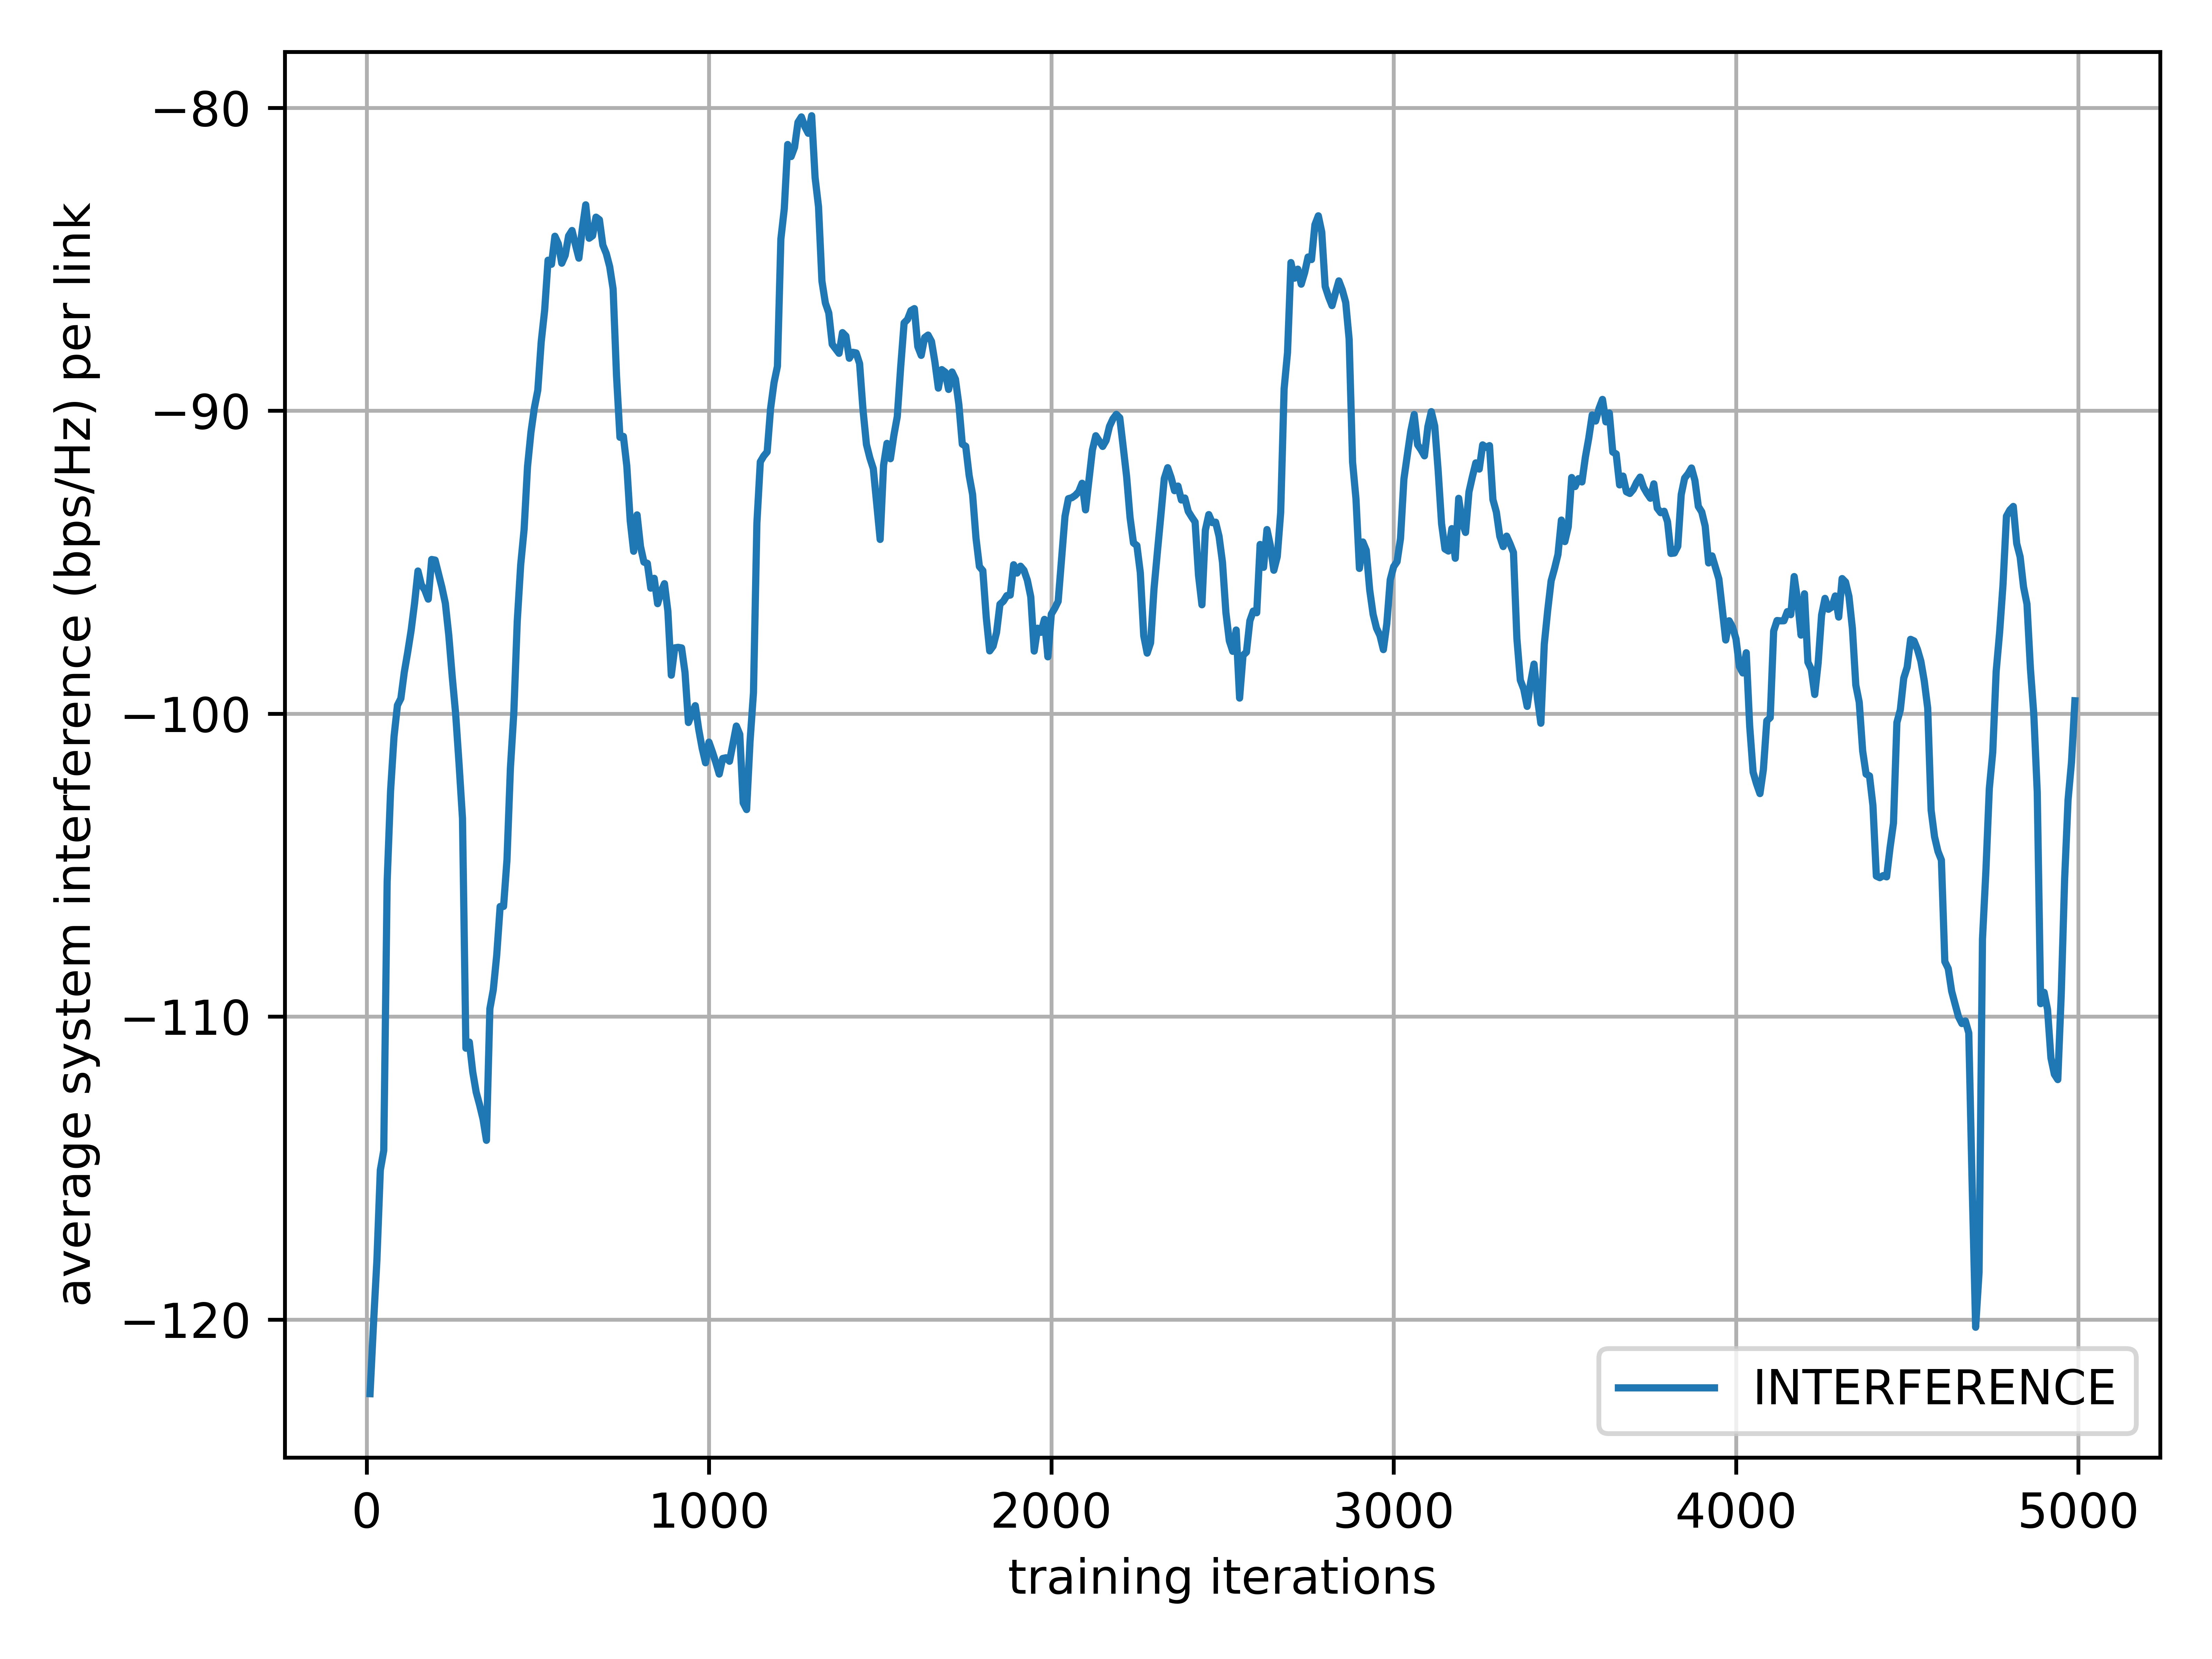 −80
−90
−100
−110
−120
average system interference (bps/Hz) per link
INTERFERENCE
0 1000 2000 3000 4000 5000
training iterations